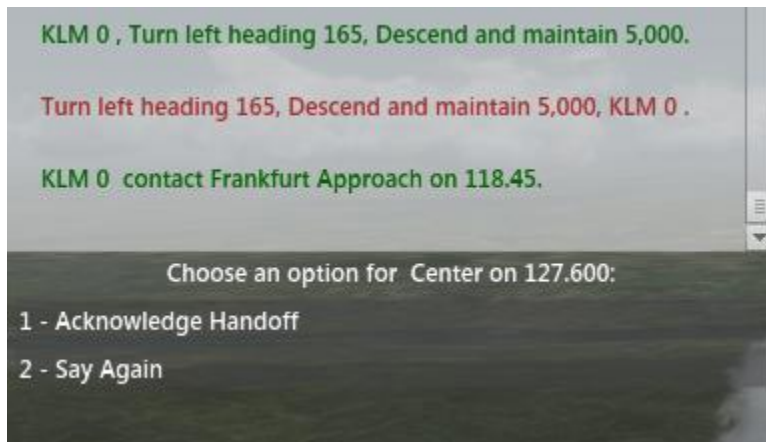 KLM 0 , Turn left heading 165, Descend and maintain 5,000.
Turn left heading 165, Descend and maintain 5,000, KLM 0 .
KLM 0  contact Frankfurt Approach on 118.45.
Choose an option for  Center on 127.600:
1 - Acknowledge Handoff
2 - Say Again